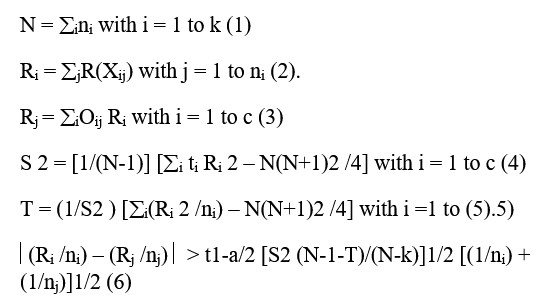 N = ∑ᵢnᵢ with i = 1 to k (1)
Rᵢ = ∑ⱼR(Xᵢⱼ) with j = 1 to nᵢ (2).
Rⱼ = ∑ᵢOᵢⱼ Rᵢ with i = 1 to c (3)
S 2 = [1/(N-1)] [∑ᵢ tᵢ Rᵢ 2 – N(N+1)2 /4] with i = 1 to c (4)
T = (1/S2 ) [∑ᵢ(Rᵢ 2 /nᵢ) – N(N+1)2 /4] with i =1 to (5).5)
| (Rᵢ /nᵢ) – (Rⱼ /nⱼ)| > t1-a/2 [S2 (N-1-T)/(N-k)]1/2 [(1/nᵢ) +
(1/nⱼ)]1/2 (6)